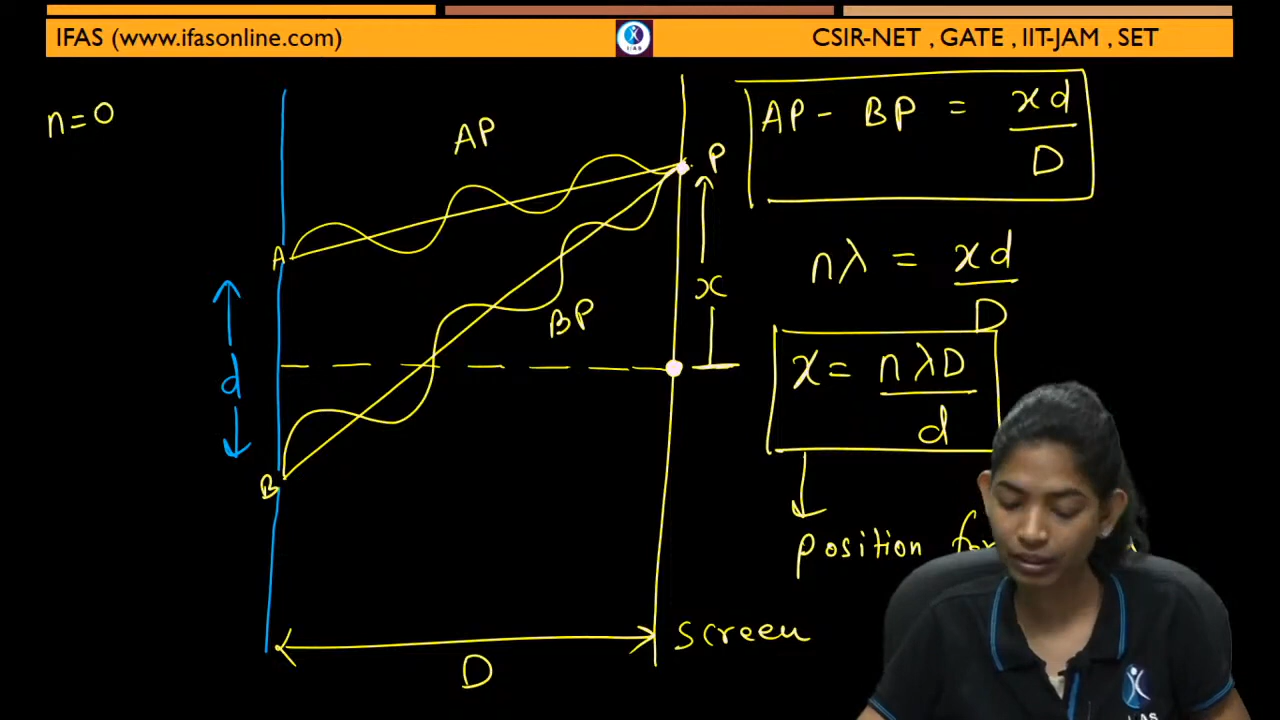 IFAS (www.ifasonline.com)
CSIR-NET , GATE , IIT-JAM , SET
n=0
AP
P
AP - BP = xd/D
A
x
nλ = xd/D
BP
d
x = nλD/d
B
position
screen
D
IFAS